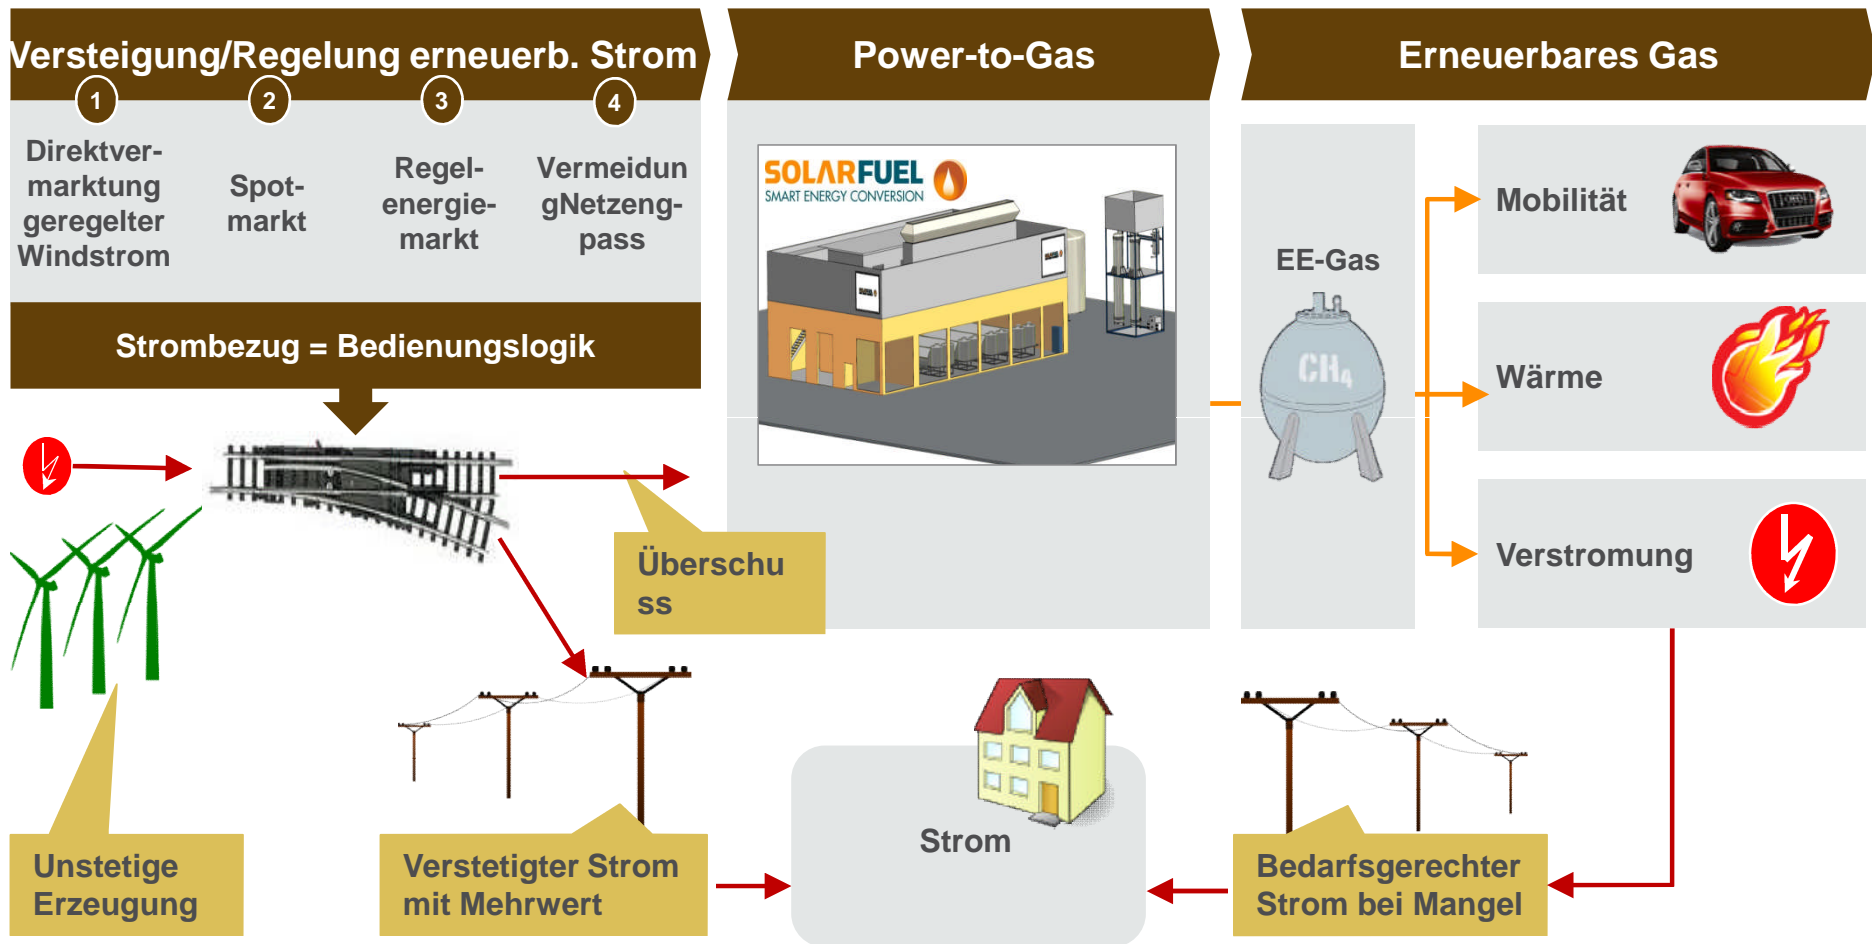 Versteigung/Regelung erneuerb. Strom
Power-to-Gas
Erneuerbares Gas
1
2
3
4
Direktver-
marktung
geregelter
Windstrom
Spot-
markt
Regel-
energie-
markt
Vermeidun
gNetzeng-
pass
Strombezug = Bedienungslogik
SOLARFUEL
SMART ENERGY CONVERSION
EE-Gas
CH4
Mobilität
Wärme
Verstromung
Überschu
ss
Unstetige
Erzeugung
Verstetigter Strom
mit Mehrwert
Strom
Bedarfsgerechter
Strom bei Mangel